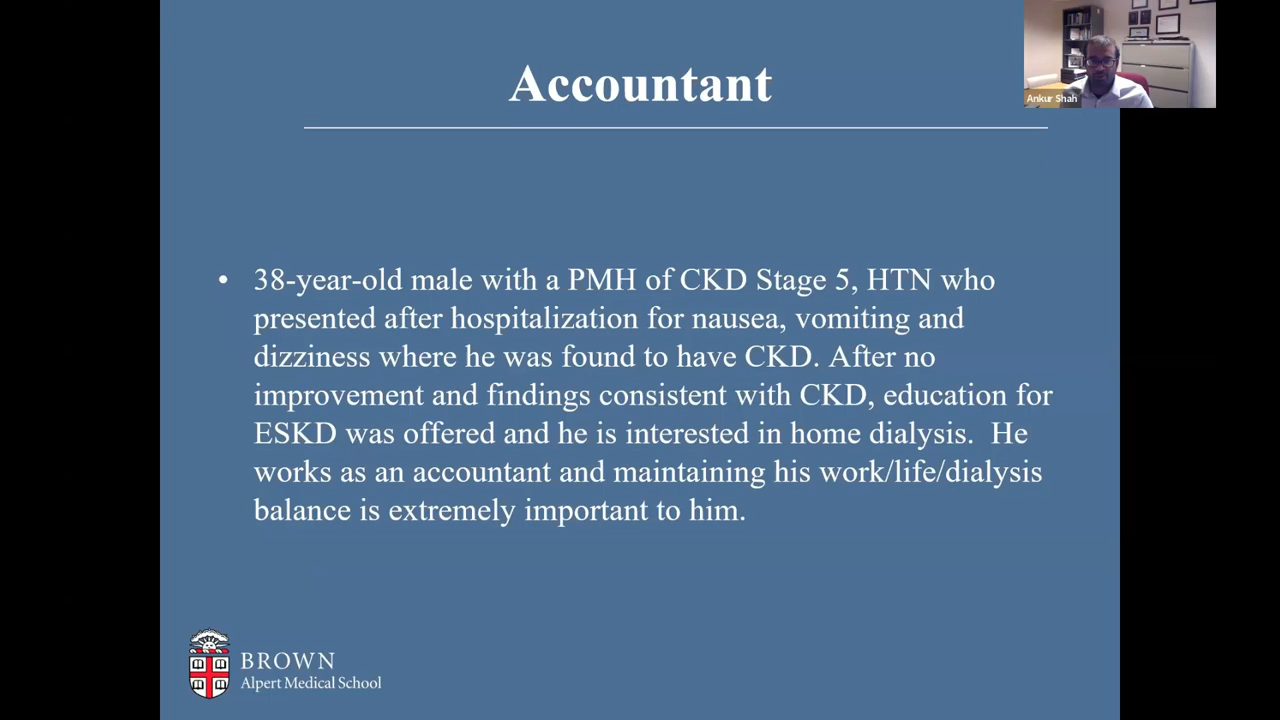 Accountant
Ankur Shah
• 38-year-old male with a PMH of CKD Stage 5, HTN who
presented after hospitalization for nausea, vomiting and
dizziness where he was found to have CKD. After no
improvement and findings consistent with CKD, education for
ESKD was offered and he is interested in home dialysis.  He
works as an accountant and maintaining his work/life/dialysis
balance is extremely important to him.
BROWN
Alpert Medical School